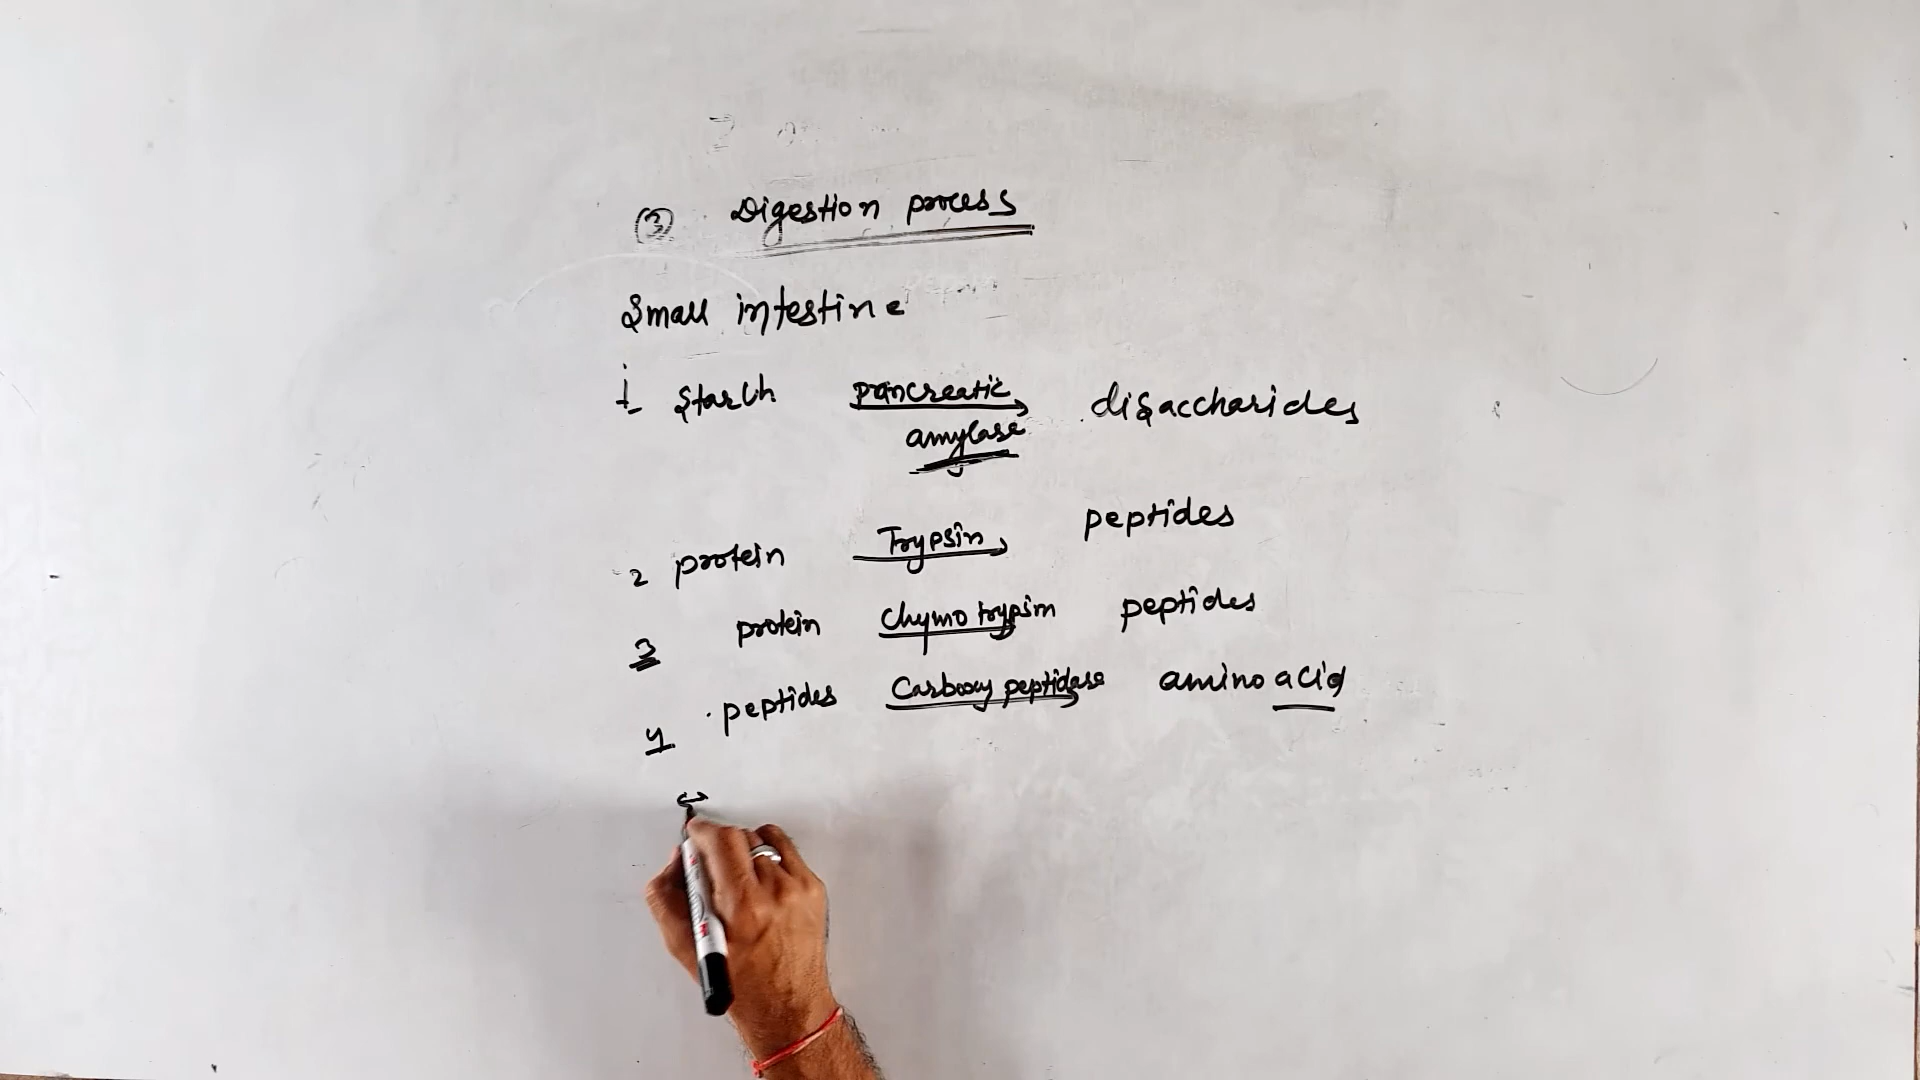 (3) Digestion process
Small intestine
1 Starch pancreatic amylase → disaccharides
2 protein Trypsin → peptides
3 protein Chymotrypsin → peptides
4 peptides Carboxy peptidase → amino acid